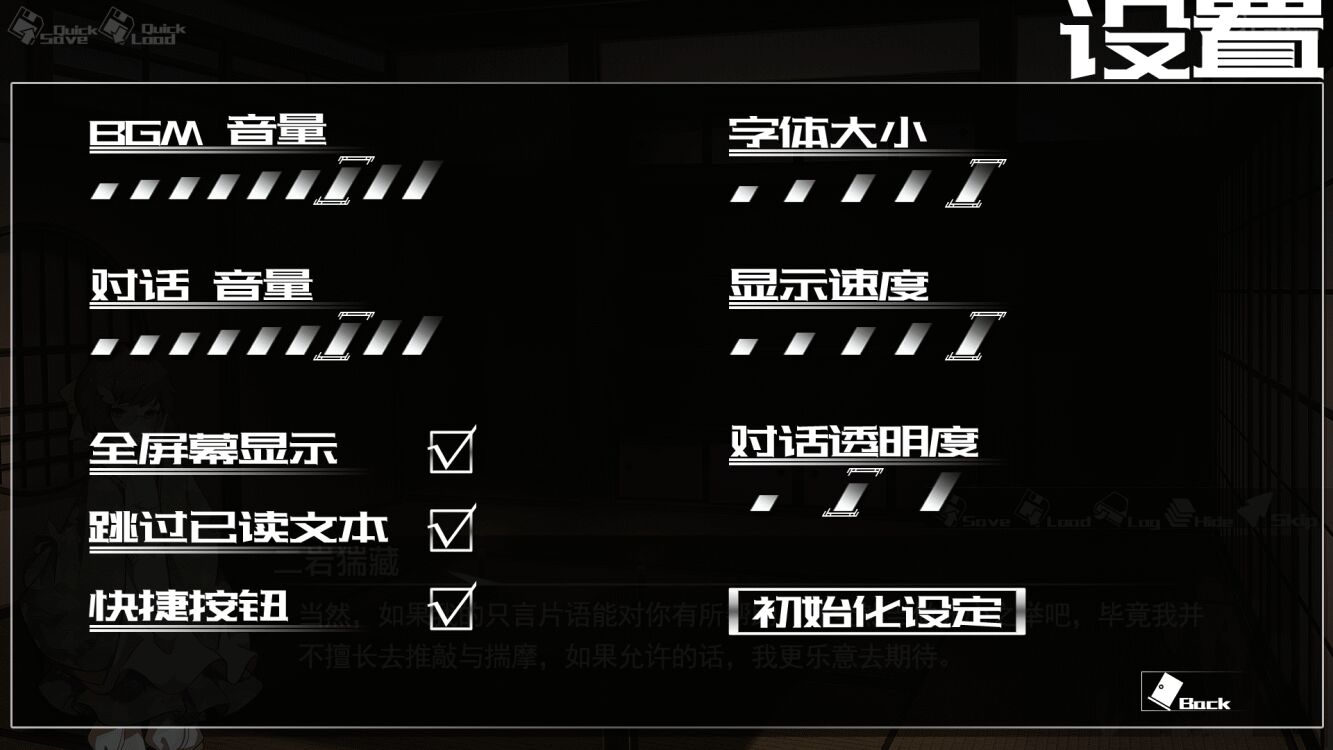 Quick Save
Quick Load
设置
BGM 音量
字体大小
对话 音量
显示速度
全屏幕显示
对话透明度
Save Load Log Hide Skip
跳过已读文本
二岩猯藏
快捷按钮
初始化设定
当然，如果 的只言片语能对你有所 举吧，毕竟我并
不擅长去推敲与揣摩，如果允许的话，我更乐意去期待。
Back